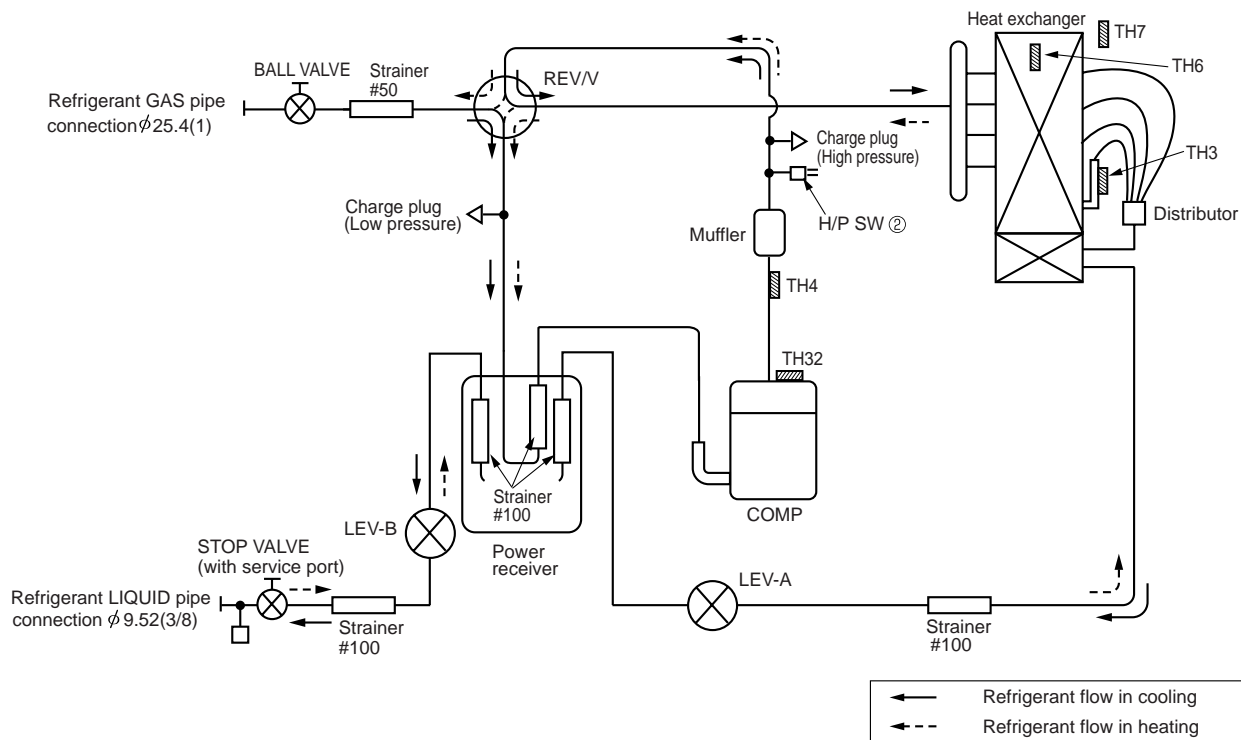 Heat exchanger
TH7
TH6
BALL VALVE
Strainer
#50
REV/V
Refrigerant GAS pipe
connection ⌀25.4(1)
Charge plug
(High pressure)
TH3
Charge plug
(Low pressure)
H/P SW ②
Distributor
Muffler
TH4
TH32
Strainer
#100
COMP
LEV-B
Power
receiver
STOP VALVE
(with service port)
LEV-A
Refrigerant LIQUID pipe
connection ⌀9.52(3/8)
Strainer
#100
Strainer
#100
Refrigerant flow in cooling
Refrigerant flow in heating